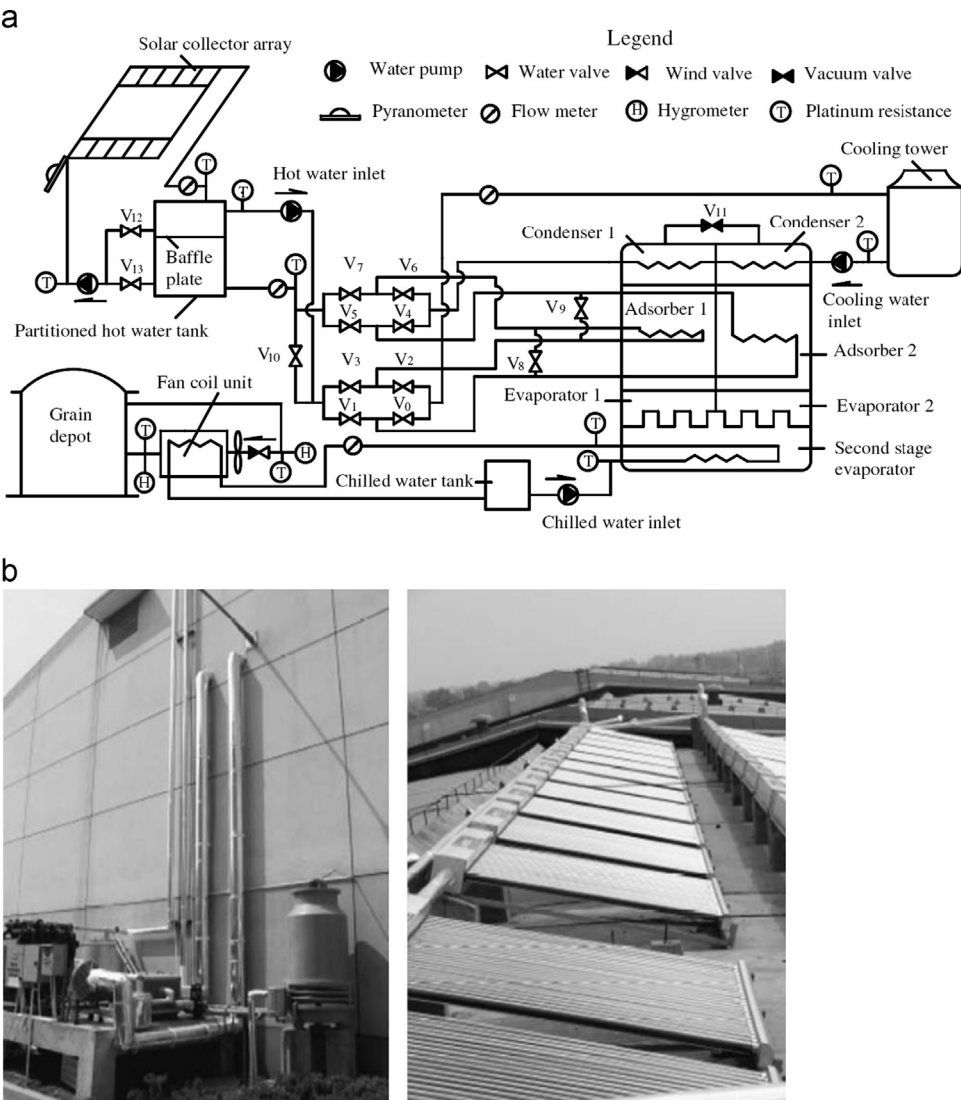 a
Solar collector array
Legend
Water pump
Water valve
Wind valve
Vacuum valve
Pyranometer
Flow meter
H
Hygrometer
T
Platinum resistance
Cooling tower
T
T
Hot water inlet
T
T
V12
V11
Condenser 1
Condenser 2
T
Baffle
plate
V13
T
V7
V6
T
Cooling water
inlet
Partitioned hot water tank
V5
V4
V9
Adsorber 1
Adsorber 2
V10
V3
V2
V8
Fan coil unit
V1
V0
Evaporator 1
Evaporator 2
Grain
depot
T
H
T
H
T
T
Second stage
evaporator
Chilled water tank
Chilled water inlet
b